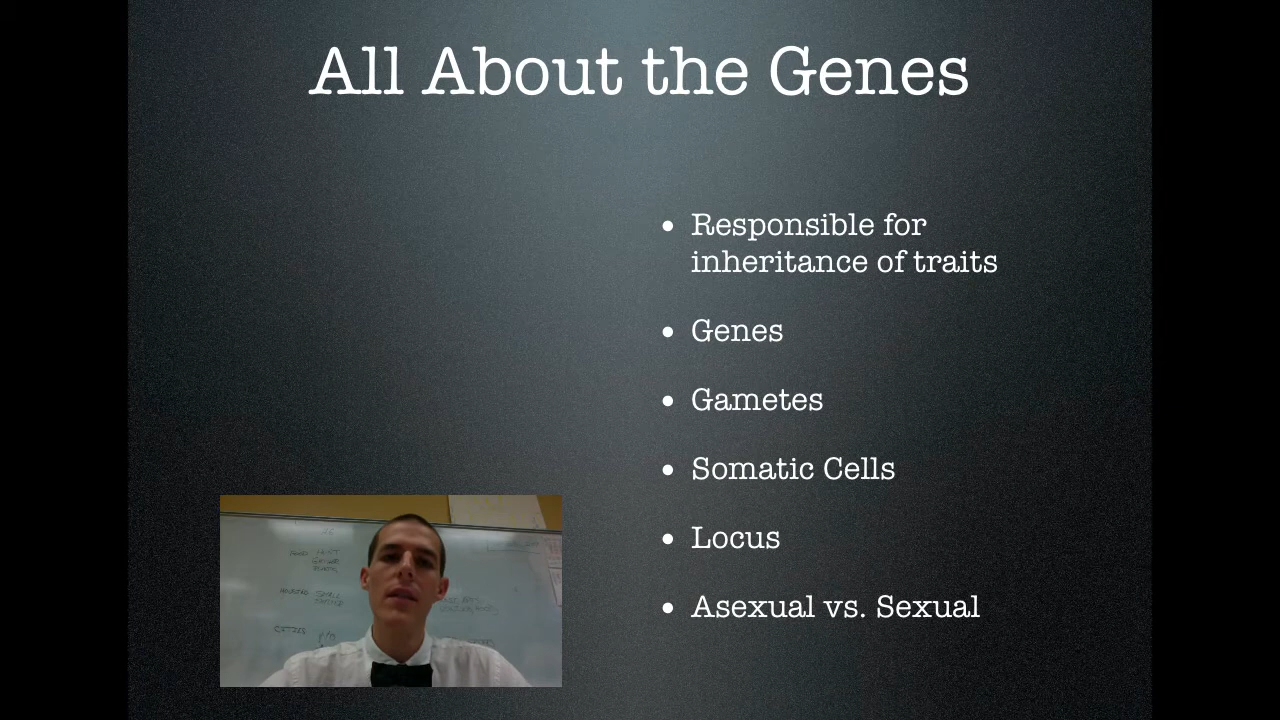 All About the Genes
• Responsible for
inheritance of traits
• Genes
• Gametes
• Somatic Cells
• Locus
• Asexual vs. Sexual